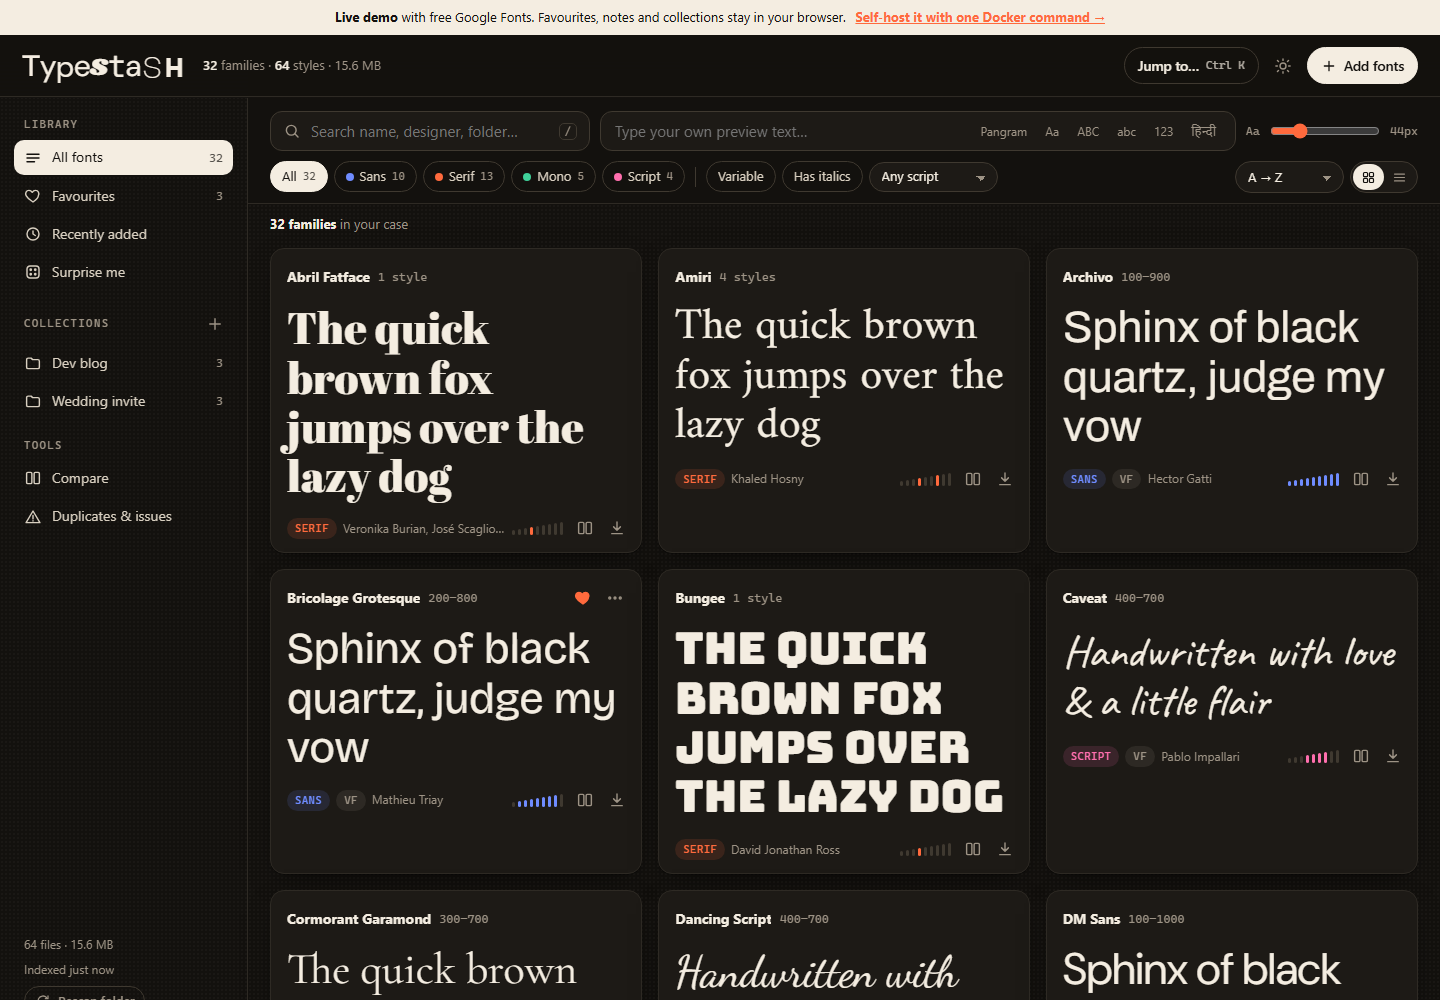 Live demo with free Google Fonts. Favourites, notes and collections stay in your browser. Self-host it with one Docker command →
TypestaSH
32 families · 64 styles · 15.6 MB
Jump to... Ctrl K
Add fonts
LIBRARY
All fonts 32
Favourites 3
Recently added
Surprise me
COLLECTIONS
Dev blog 3
Wedding invite 3
TOOLS
Compare
Duplicates & issues
64 files · 15.6 MB
Indexed just now
Rescan folder
Search name, designer, folder... /
Type your own preview text... Pangram Aa ABC abc 123 हिन्दी
Aa 44px
All 32 Sans 10 Serif 13 Mono 5 Script 4 Variable Has italics Any script
A → Z
32 families in your case
Abril Fatface 1 style
The quick
brown fox
jumps over the
lazy dog
SERIF Veronika Burian, José Scaglio...
Amiri 4 styles
The quick brown
fox jumps over the
lazy dog
SERIF Khaled Hosny
Archivo 100–900
Sphinx of black
quartz, judge my
vow
SANS VF Hector Gatti
Bricolage Grotesque 200–800
Sphinx of black
quartz, judge my
vow
SANS VF Mathieu Triay
Bungee 1 style
THE QUICK
BROWN FOX
JUMPS OVER
THE LAZY DOG
SERIF David Jonathan Ross
Caveat 400–700
Handwritten with love
& a little flair
SCRIPT VF Pablo Impallari
Cormorant Garamond 300–700
The quick brown
Dancing Script 400–700
Handwritten with
DM Sans 100–1000
Sphinx of black